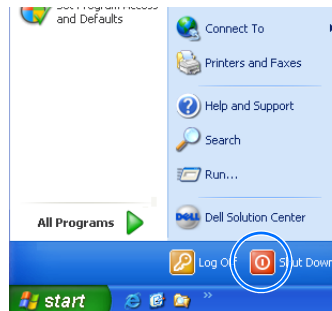 Set Program Access
and Defaults
Connect To
Printers and Faxes
Help and Support
Search
Run...
All Programs
DELL
Dell Solution Center
Log Off
Shut Down
start